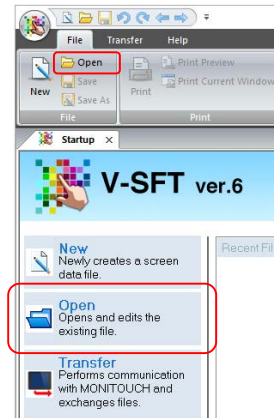 File Transfer Help
New
Open
Save
Save As
Print
Print Preview
Print Current Window
File
Print
Startup ×
V-SFT ver.6
New
Newly creates a screen
data file.
Recent Fil
Open
Opens and edits the
existing file.
Transfer
Performs communication
with MONITOUCH and
exchanges files.